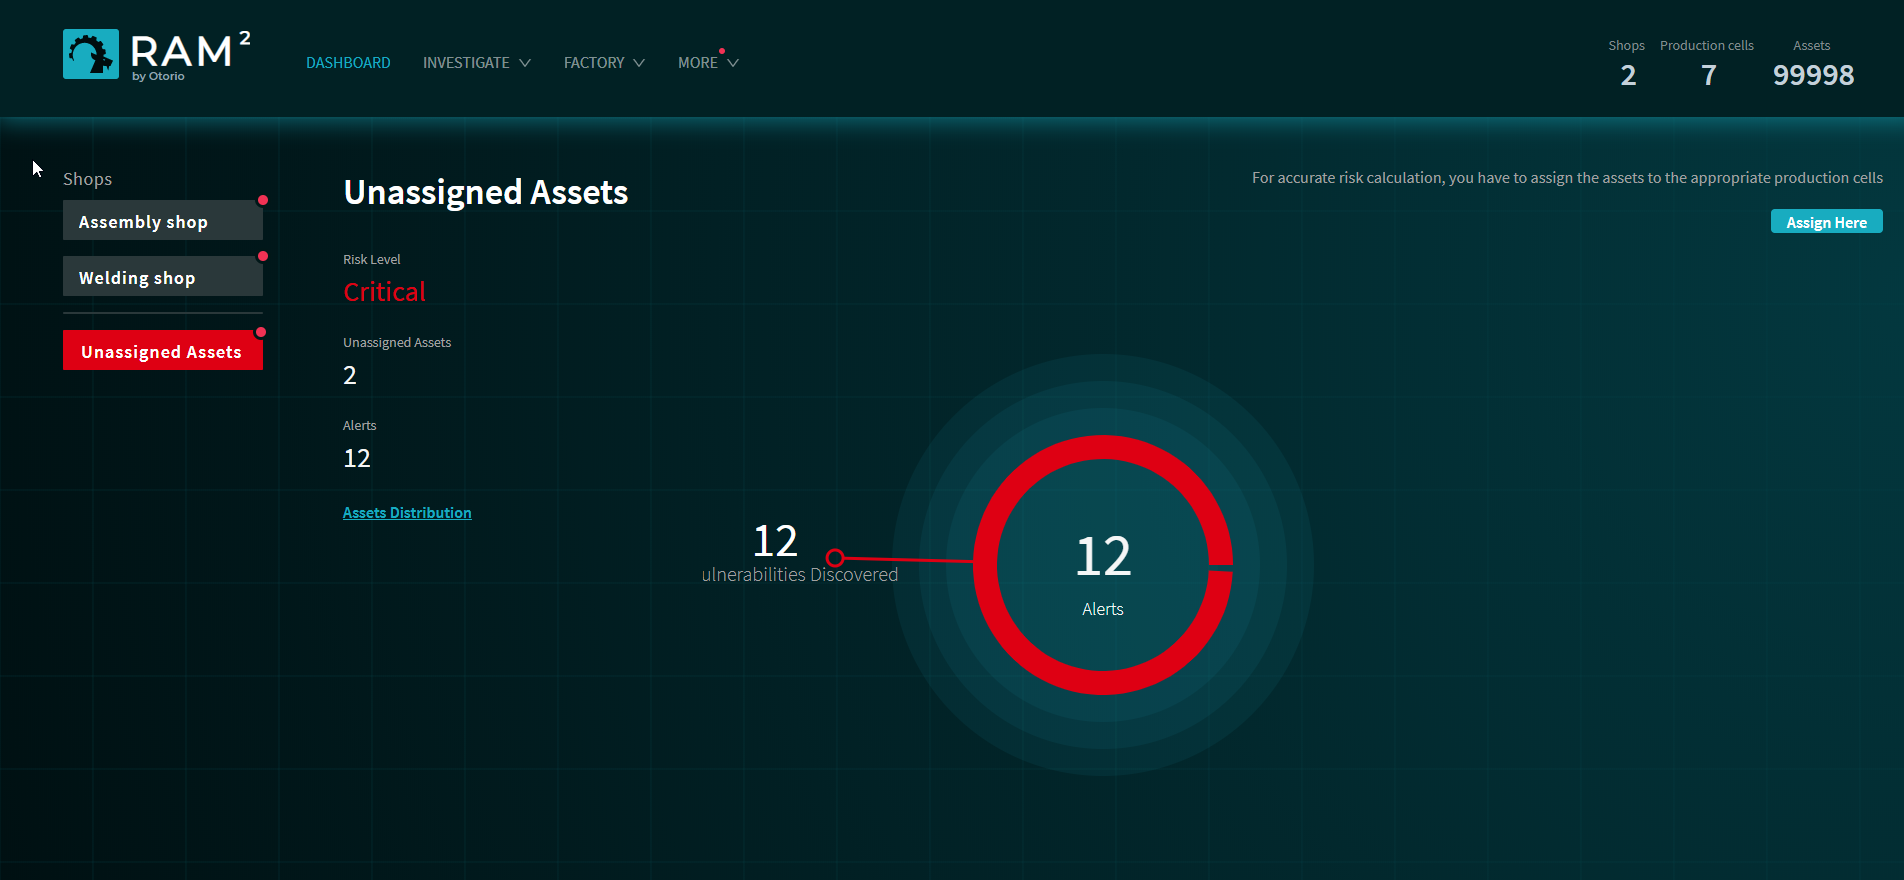 RAM 2
by Otorio
DASHBOARD
INVESTIGATE
FACTORY
MORE
Shops
2
Production cells
7
Assets
99998
Shops
Assembly shop
Welding shop
Unassigned Assets
Unassigned Assets
For accurate risk calculation, you have to assign the assets to the appropriate production cells
Assign Here
Risk Level
Critical
Unassigned Assets
2
Alerts
12
Assets Distribution
12
ulnerabilities Discovered
12
Alerts